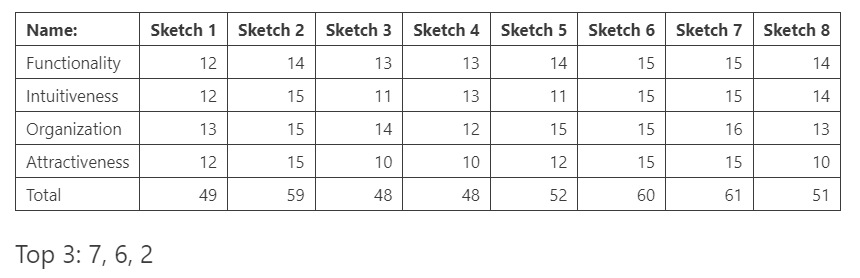 Name: Sketch 1 Sketch 2 Sketch 3 Sketch 4 Sketch 5 Sketch 6 Sketch 7 Sketch 8
Functionality 12 14 13 13 14 15 15 14
Intuitiveness 12 15 11 13 11 15 15 14
Organization 13 15 14 12 15 15 16 13
Attractiveness 12 15 10 10 12 15 15 10
Total 49 59 48 48 52 60 61 51
Top 3: 7, 6, 2